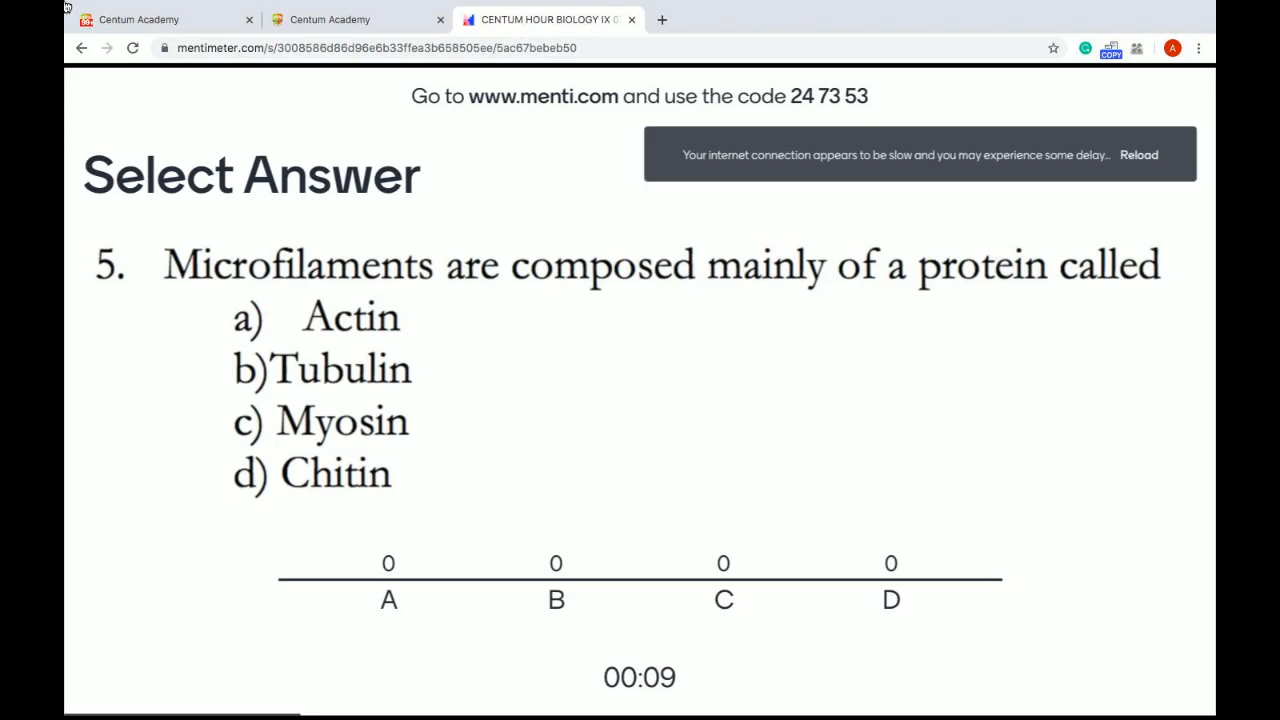 Centum Academy
Centum Academy
CENTUM HOUR BIOLOGY IX
mentimeter.com/s/3008586d86d96e6b33ffea3b658505ee/5ac67bebeb50
COPY
A
Go to www.menti.com and use the code 24 73 53
Your internet connection appears to be slow and you may experience some delay... Reload
Select Answer
5. Microfilaments are composed mainly of a protein called
a) Actin
b)Tubulin
c) Myosin
d) Chitin
0 0 0 0
A B C D
00:09